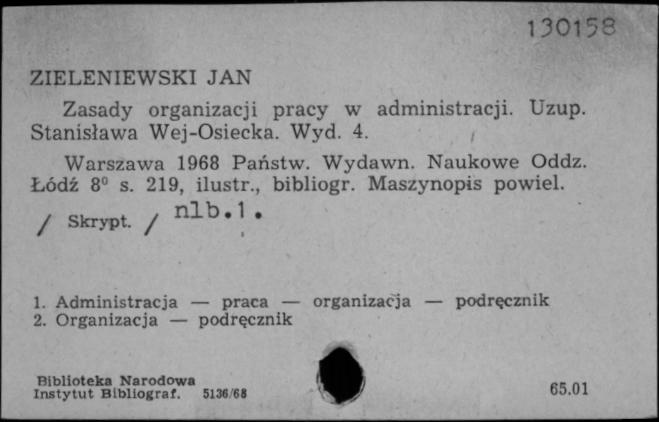 130158
ZIELENIEWSKI JAN
Zasady organizacji pracy w administracji. Uzup.
Stanisława Wej-Osiecka. Wyd. 4.
Warszawa 1968 Państw. Wydawn. Naukowe Oddz.
Łódź 8⁰ s. 219, ilustr., bibliogr. Maszynopis powiel.
/ Skrypt. / nlb.1.
1. Administracja — praca — organizacja — podręcznik
2. Organizacja — podręcznik
Biblioteka Narodowa
Instytut Bibliograf. 5136/68 65.01